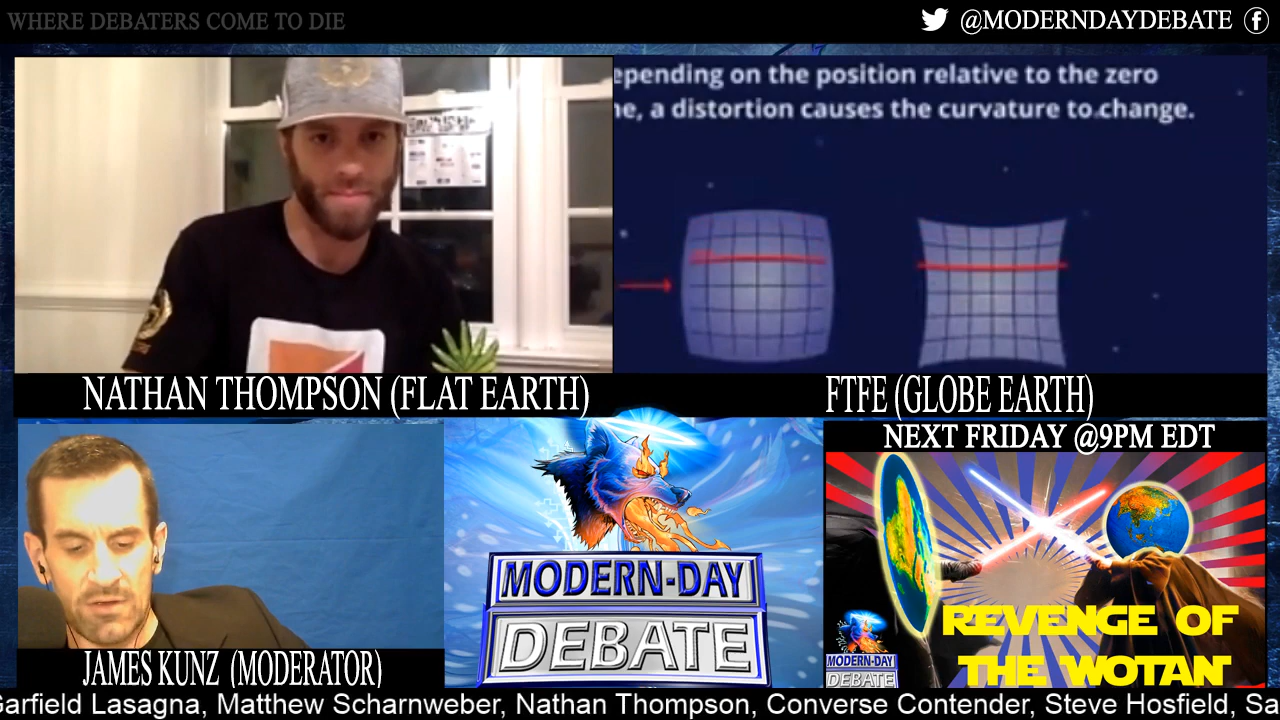 WHERE DEBATERS COME TO DIE
@MODERNDAYDEBATE
epending on the position relative to the zero
ne, a distortion causes the curvature to change.
NATHAN THOMPSON (FLAT EARTH)
FTFE (GLOBE EARTH)
NEXT FRIDAY @9PM EDT
MODERN-DAY
DEBATE
REVENGE OF
THE WOTAN
MODERN-DAY
DEBATE
JAMES KUNZ (MODERATOR)
Garfield Lasagna, Matthew Scharnweber, Nathan Thompson, Converse Contender, Steve Hosfield, Sa